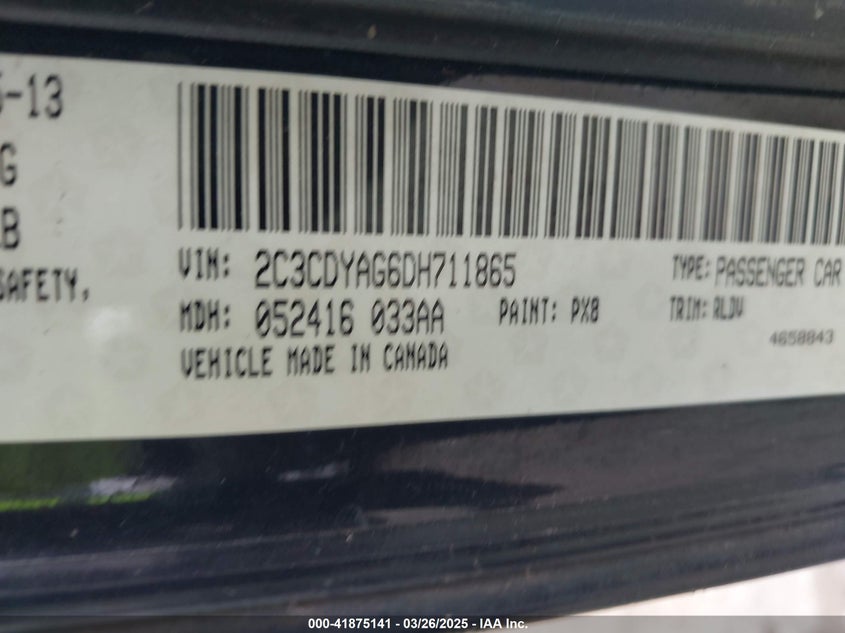 5-13
G
B
SAFETY,
VIN: 2C3CDYAG6DH711865
TYPE: PASSENGER CAR
MDH: 052416 033AA
PAINT: PX8
TRIM: RLDV
4658843
VEHICLE MADE IN CANADA
000-41875141 - 03/26/2025 - IAA Inc.